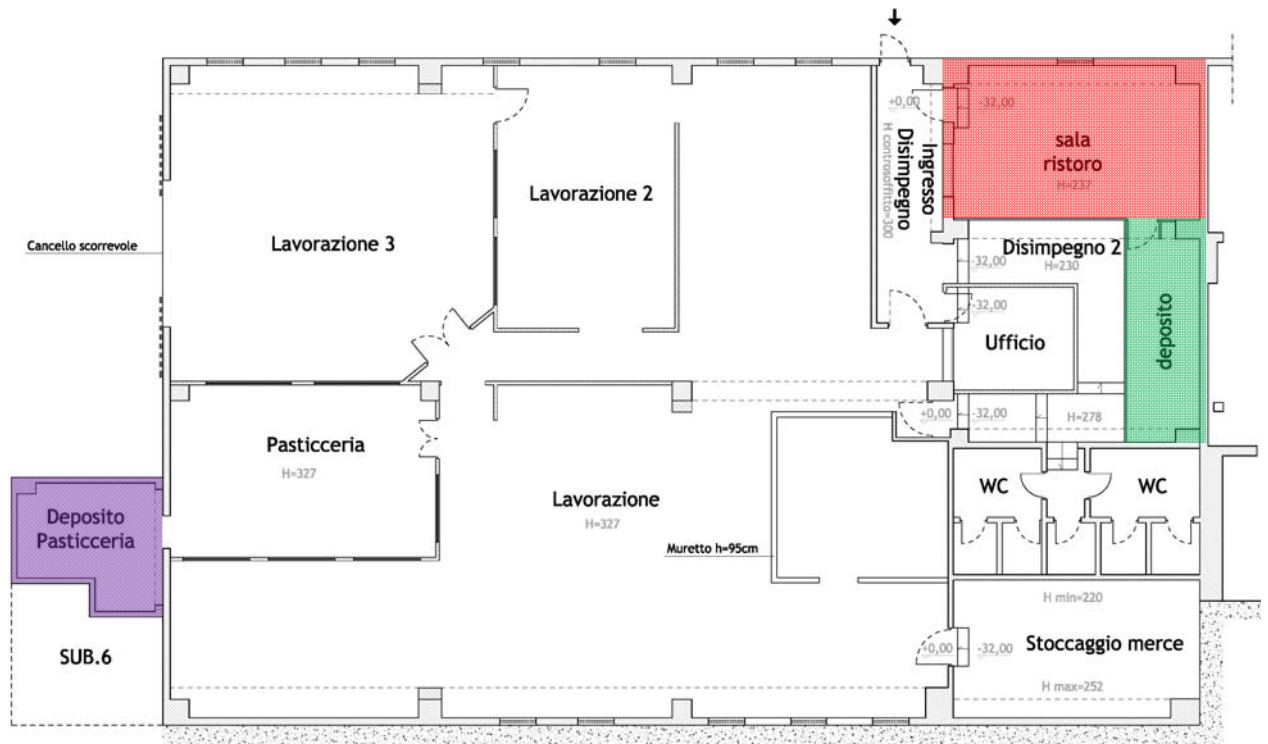 +0,00
-32,00
sala
ristoro
H=237
Ingresso
Disimpegno
H controsoffitto=300
Lavorazione 2
Lavorazione 3
Cancello scorrevole
Disimpegno 2
H=230
-32,00
-32,00
Ufficio
deposito
+0,00
-32,00
H=278
Pasticceria
H=327
WC
WC
Lavorazione
H=327
Deposito
Pasticceria
Muretto h=95cm
H min=220
SUB.6
+0,00
-32,00
Stoccaggio merce
H max=252